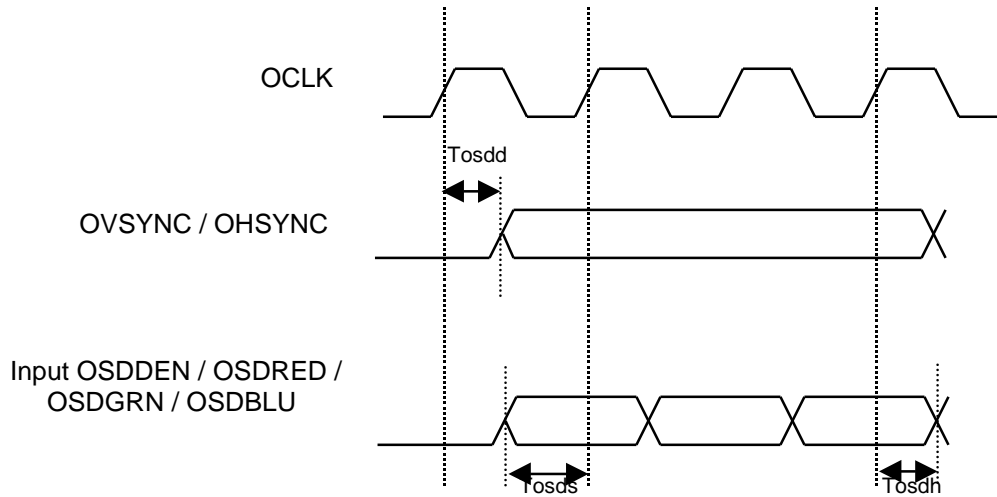 OCLK
Tosdd
OVSYNC / OHSYNC
Input OSDDEN / OSDRED /
OSDGRN / OSDBLU
Tosds
Tosdh